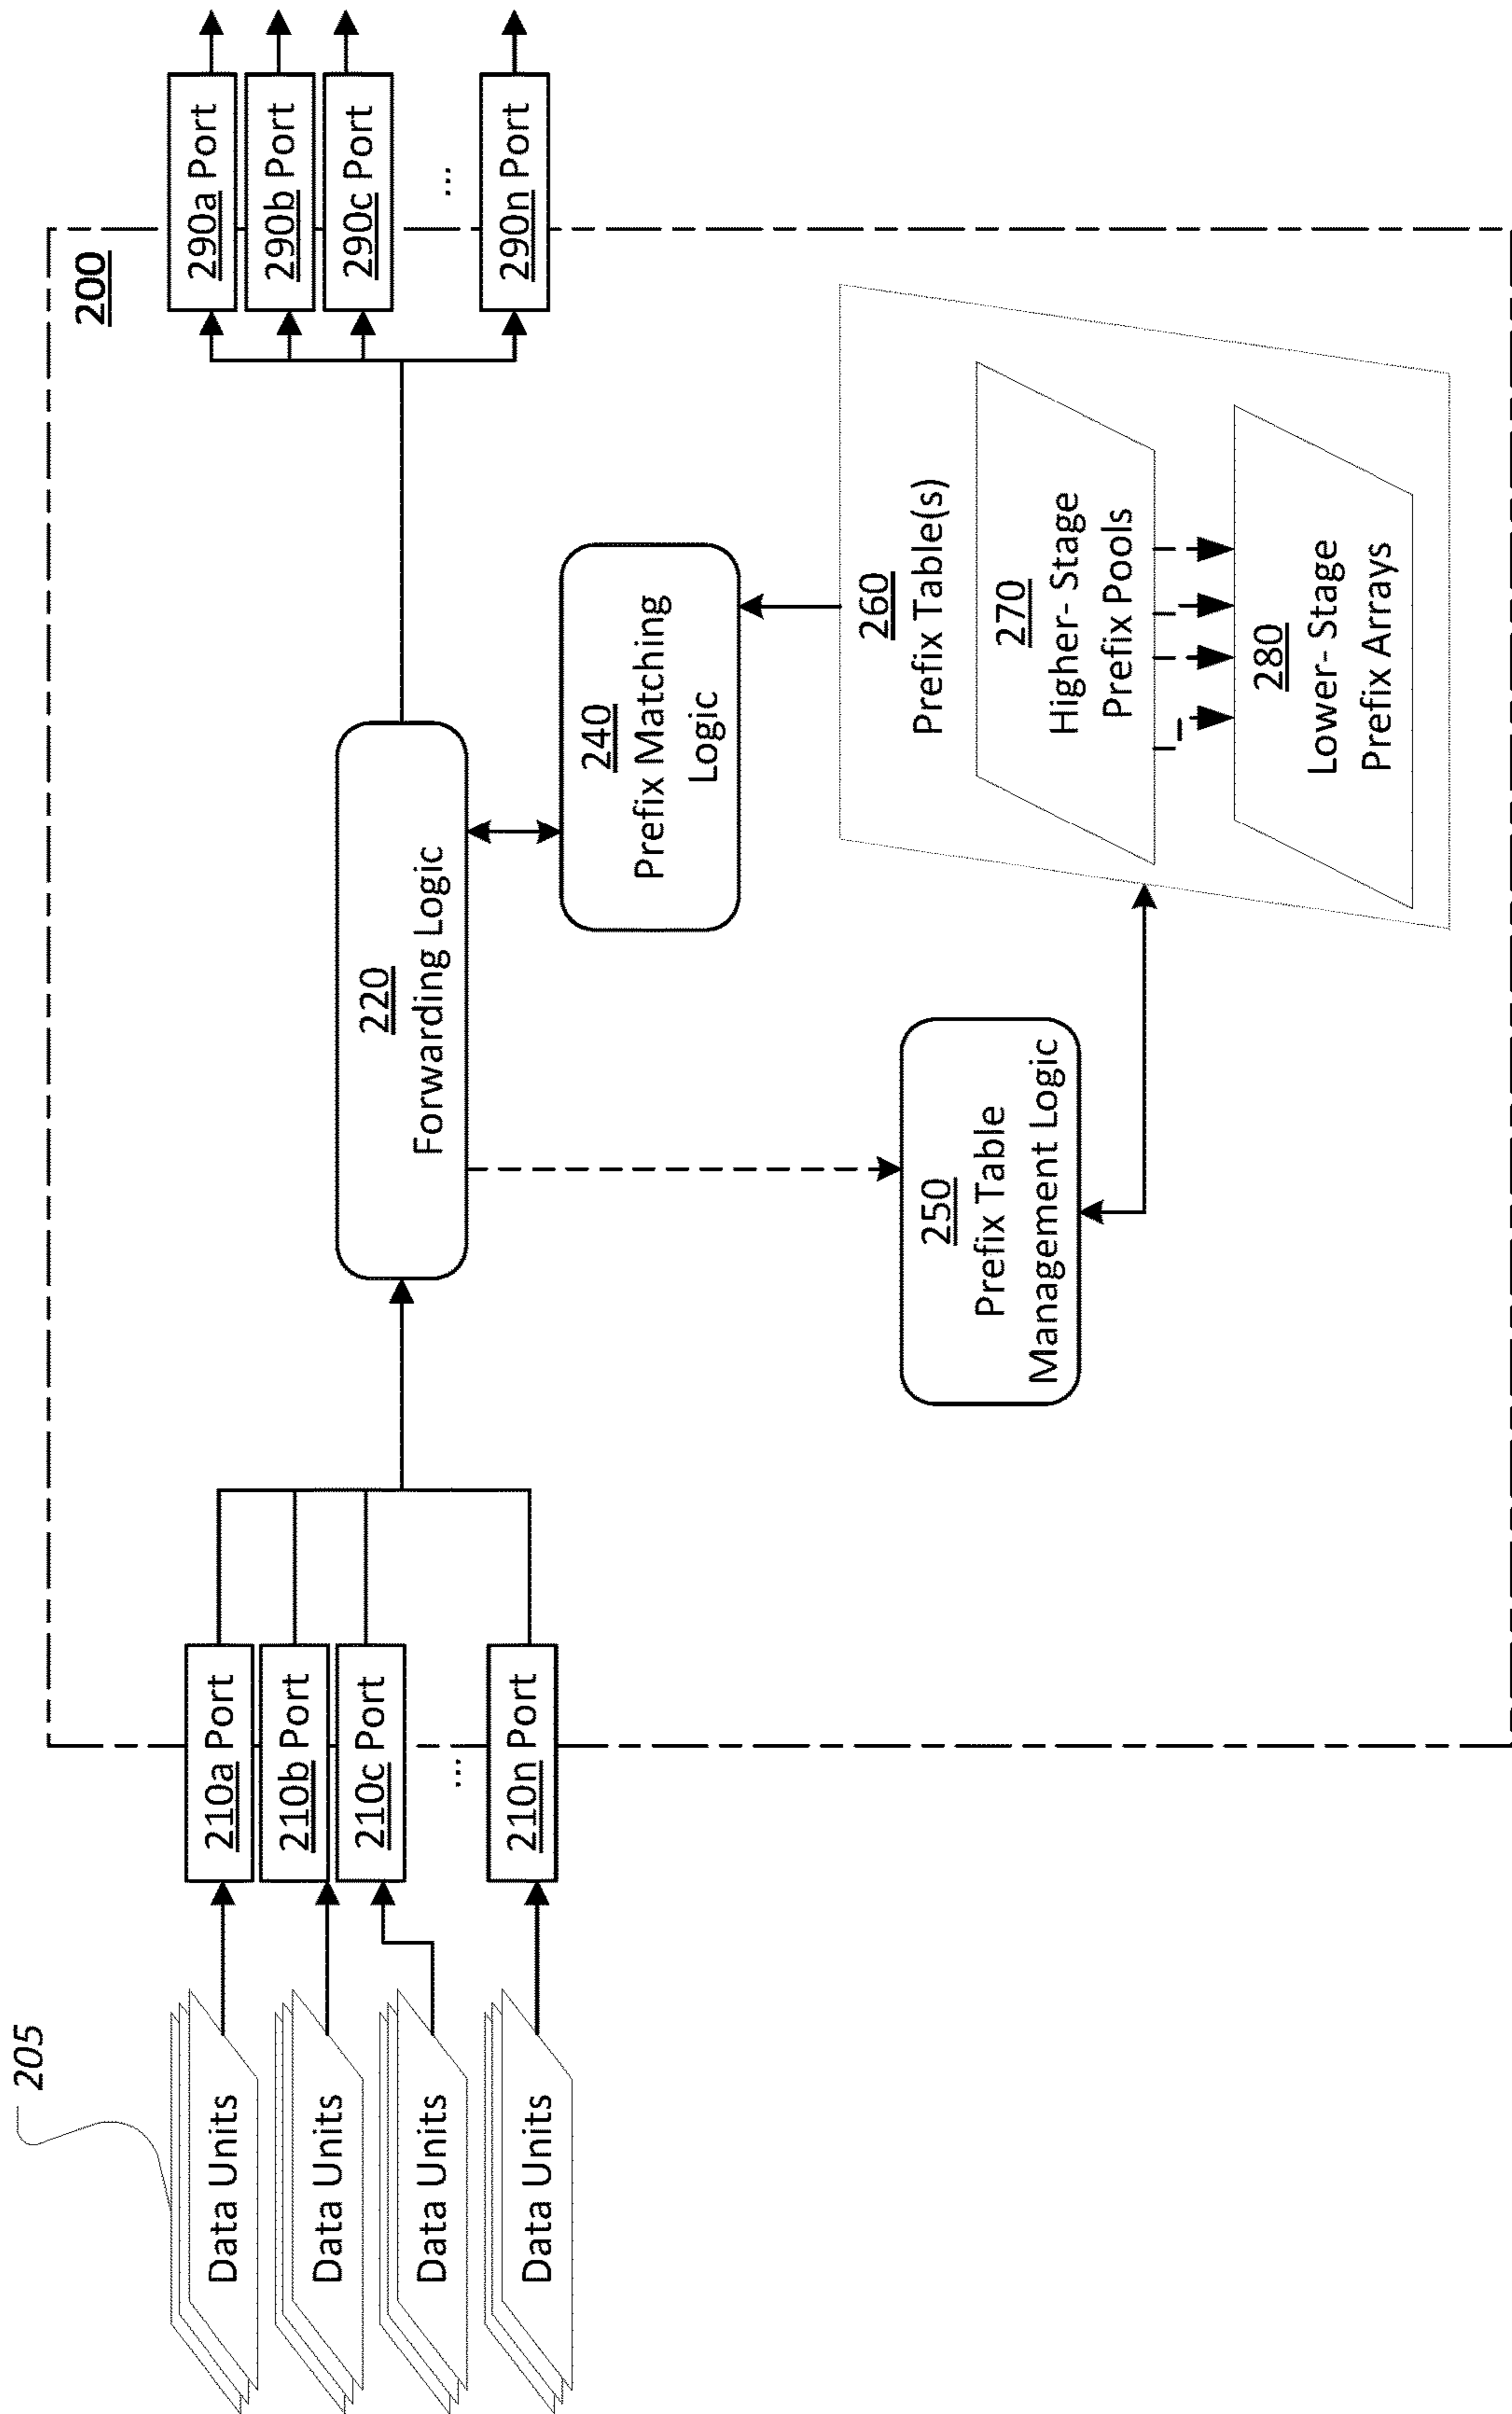 205
200
Data Units
Data Units
Data Units
Data Units
210a Port
210b Port
210c Port
...
210n Port
220
Forwarding Logic
240
Prefix Matching
Logic
250
Prefix Table
Management Logic
260
Prefix Table(s)
270
Higher- Stage
Prefix Pools
280
Lower- Stage
Prefix Arrays
290a Port
290b Port
290c Port
...
290n Port